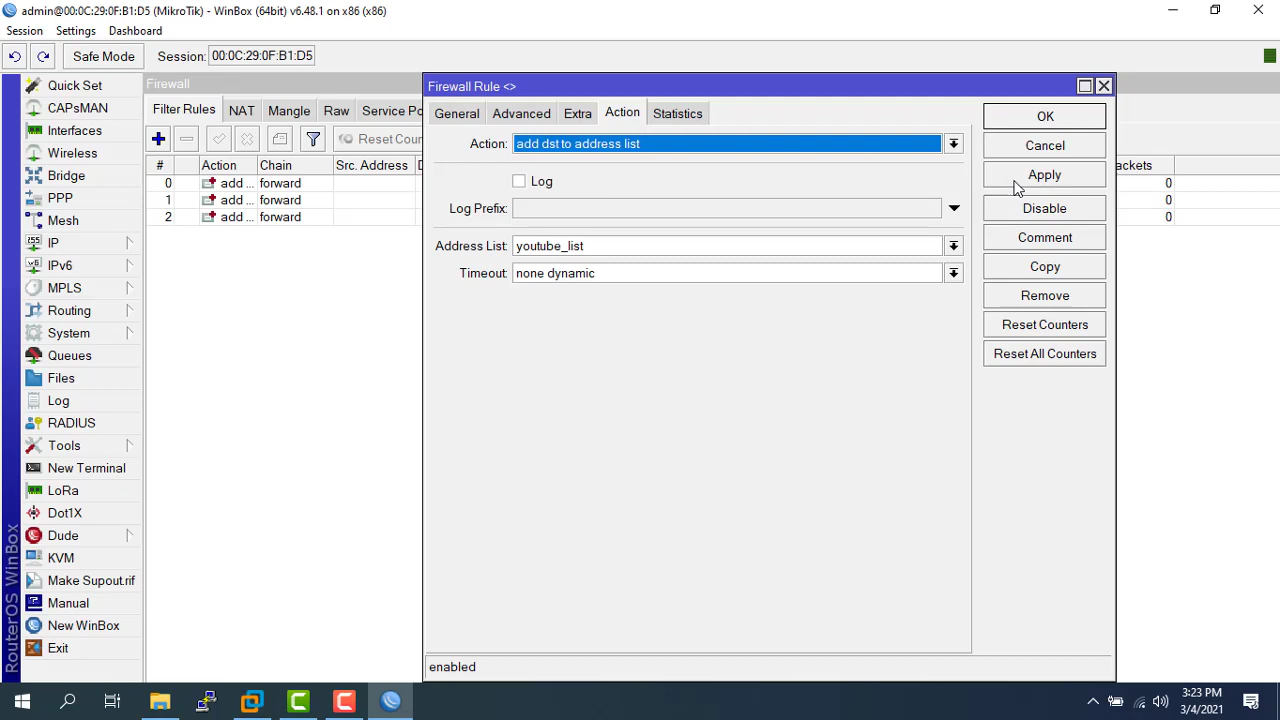 admin@00:0C:29:0F:B1:D5 (MikroTik) - WinBox (64bit) v6.48.1 on x86 (x86)
Session Settings Dashboard
Safe Mode Session: 00:0C:29:0F:B1:D5
Quick Set
CAPsMAN
Interfaces
Wireless
Bridge
PPP
Mesh
255 IP
v6 IPv6
MPLS
Routing
System
Queues
Files
Log
RADIUS
Tools
New Terminal
LoRa
Dot1X
Dude
KVM
Make Supout.rif
Manual
New WinBox
Exit
RouterOS WinBox
Firewall
Filter Rules NAT Mangle Raw Service Po
Reset Cour
# Action Chain Src. Address D
0 add ... forward
1 add ... forward
2 add ... forward
ackets
0
0
0
Firewall Rule <>
General Advanced Extra Action Statistics
Action: add dst to address list
Log
Log Prefix:
Address List: youtube_list
Timeout: none dynamic
OK
Cancel
Apply
Disable
Comment
Copy
Remove
Reset Counters
Reset All Counters
enabled
3:23 PM
3/4/2021